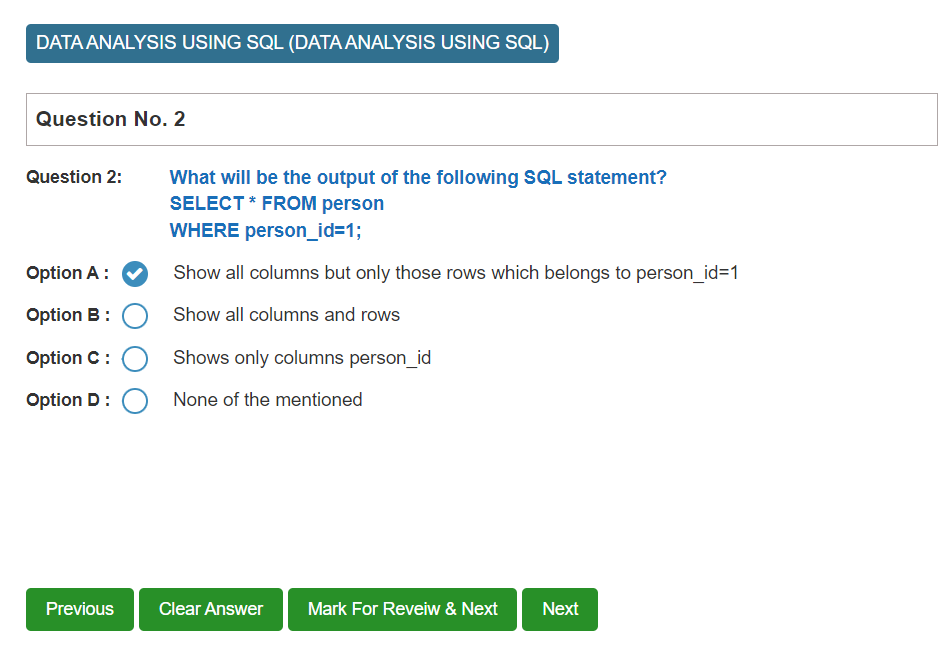 DATA ANALYSIS USING SQL (DATA ANALYSIS USING SQL)
Question No. 2
Question 2: What will be the output of the following SQL statement?
SELECT * FROM person
WHERE person_id=1;
Option A : Show all columns but only those rows which belongs to person_id=1
Option B : Show all columns and rows
Option C : Shows only columns person_id
Option D : None of the mentioned
Previous Clear Answer Mark For Reveiw & Next Next